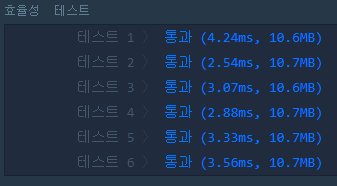 효율성 테스트
테스트 1 〉 통과 (4.24ms, 10.6MB)
테스트 2 〉 통과 (2.54ms, 10.7MB)
테스트 3 〉 통과 (3.07ms, 10.6MB)
테스트 4 〉 통과 (2.88ms, 10.7MB)
테스트 5 〉 통과 (3.33ms, 10.7MB)
테스트 6 〉 통과 (3.56ms, 10.7MB)